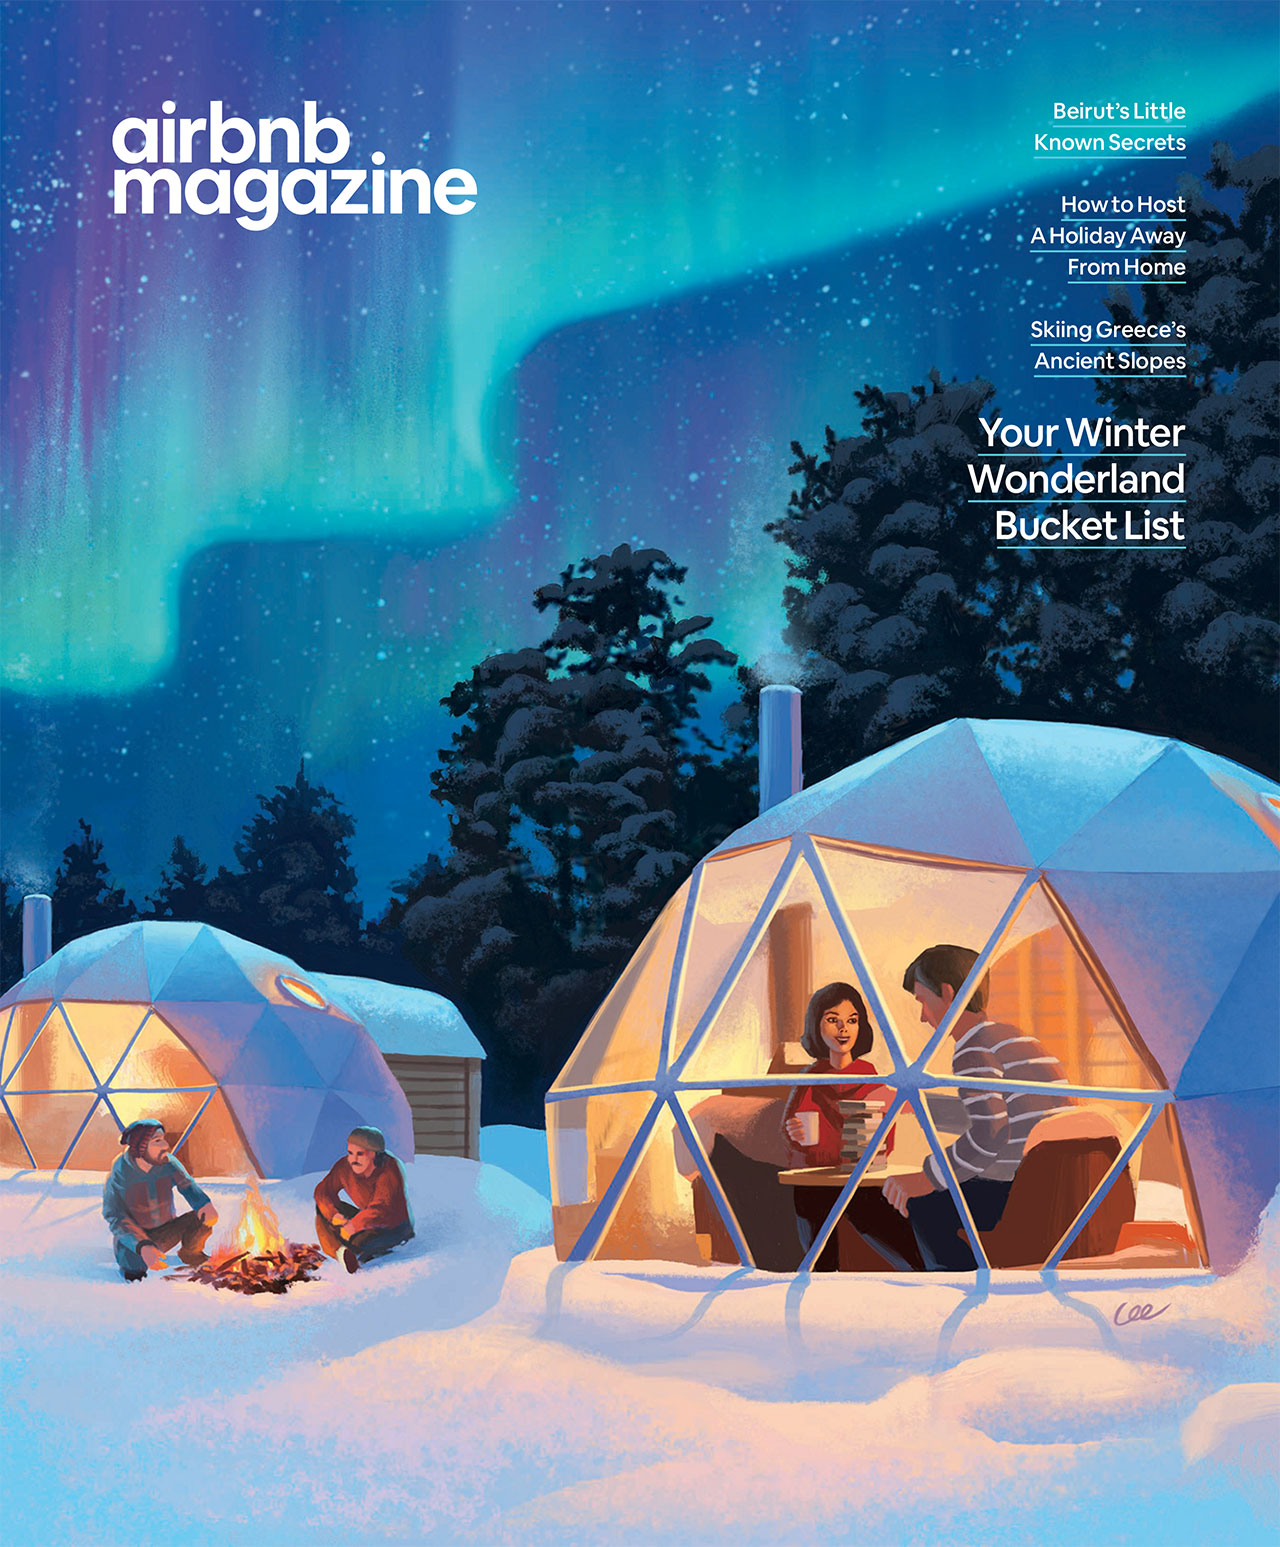 airbnb
magazine
Beirut's Little
Known Secrets
How to Host
A Holiday Away
From Home
Skiing Greece's
Ancient Slopes
Your Winter
Wonderland
Bucket List
Lee